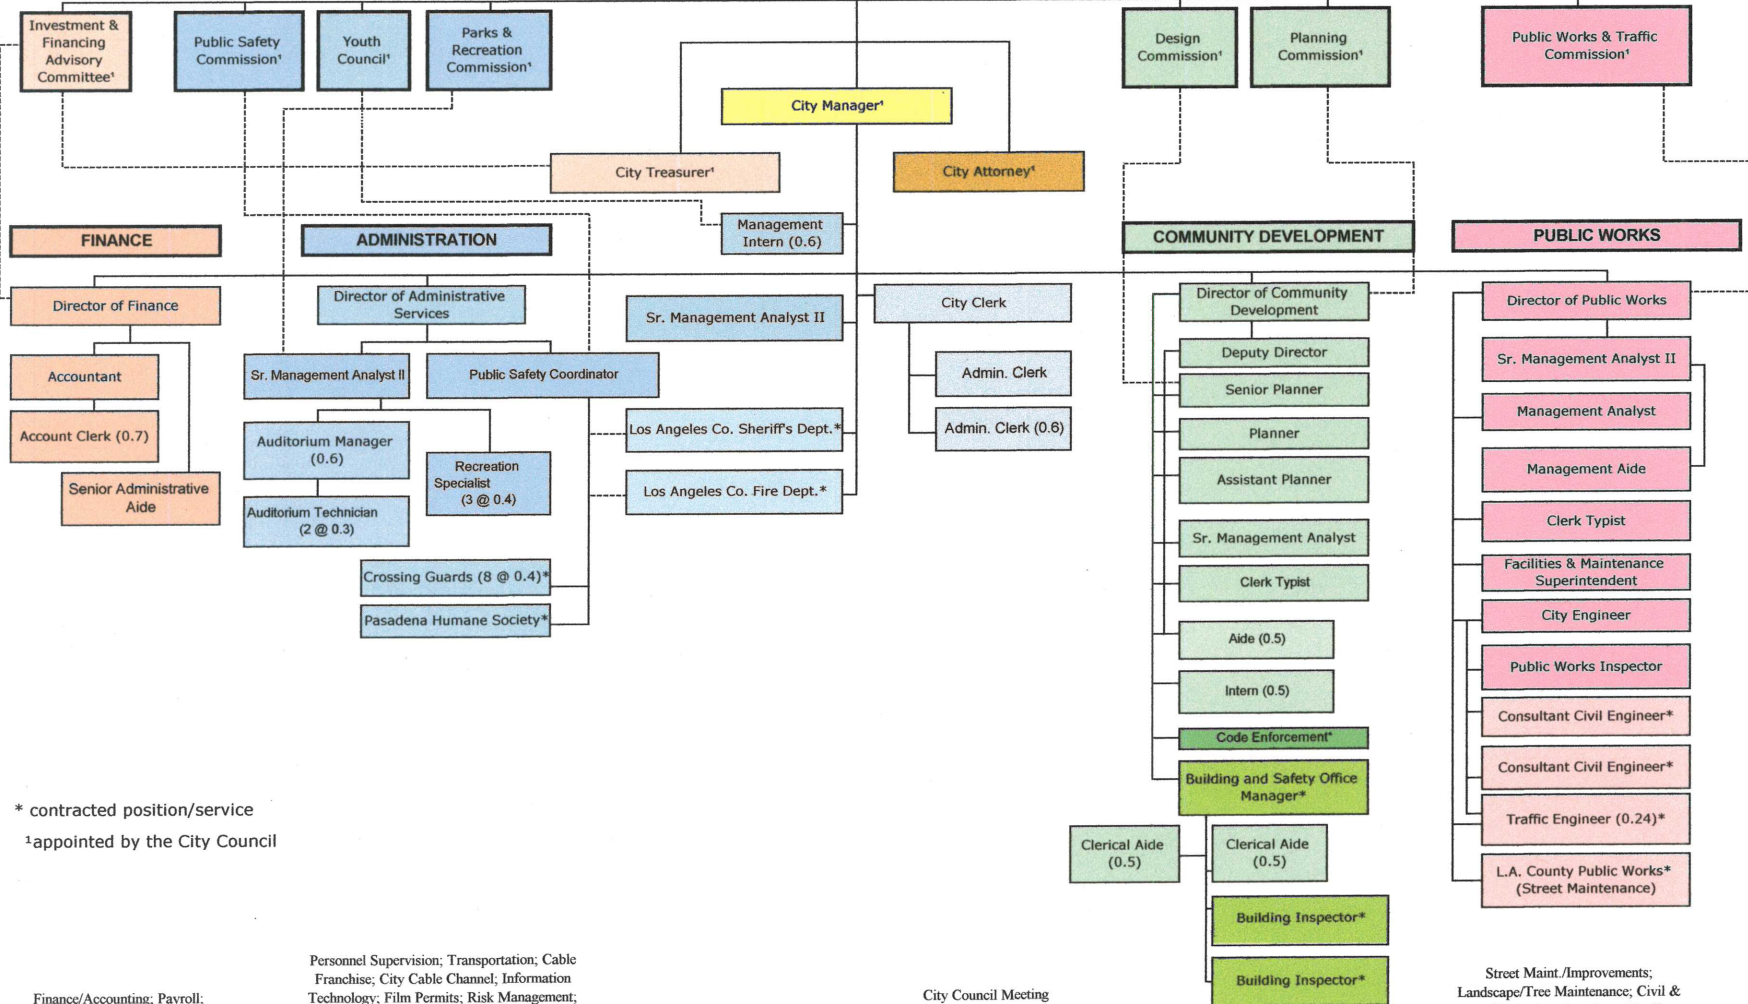 Investment &
Financing
Advisory
Committee¹
Public Safety
Commission¹
Youth
Council¹
Parks &
Recreation
Commission¹
Design
Commission¹
Planning
Commission¹
Public Works & Traffic
Commission¹
City Manager¹
City Treasurer¹
City Attorney¹
Management
Intern (0.6)
FINANCE
ADMINISTRATION
COMMUNITY DEVELOPMENT
PUBLIC WORKS
Director of Finance
Accountant
Account Clerk (0.7)
Senior Administrative
Aide
Director of Administrative
Services
Sr. Management Analyst II
Public Safety Coordinator
Auditorium Manager
(0.6)
Auditorium Technician
(2 @ 0.3)
Recreation
Specialist
(3 @ 0.4)
Crossing Guards (8 @ 0.4)*
Pasadena Humane Society*
Sr. Management Analyst II
Los Angeles Co. Sheriff's Dept.*
Los Angeles Co. Fire Dept.*
City Clerk
Admin. Clerk
Admin. Clerk (0.6)
Director of Community
Development
Deputy Director
Senior Planner
Planner
Assistant Planner
Sr. Management Analyst
Clerk Typist
Aide (0.5)
Intern (0.5)
Code Enforcement*
Building and Safety Office
Manager*
Clerical Aide
(0.5)
Clerical Aide
(0.5)
Building Inspector*
Building Inspector*
Director of Public Works
Sr. Management Analyst II
Management Analyst
Management Aide
Clerk Typist
Facilities & Maintenance
Superintendent
City Engineer
Public Works Inspector
Consultant Civil Engineer*
Consultant Civil Engineer*
Traffic Engineer (0.24)*
L.A. County Public Works*
(Street Maintenance)
* contracted position/service
¹appointed by the City Council
Finance/Accounting; Payroll;
Personnel Supervision; Transportation; Cable
Franchise; City Cable Channel; Information
Technology; Film Permits; Risk Management;
City Council Meeting
Street Maint./Improvements;
Landscape/Tree Maintenance; Civil &